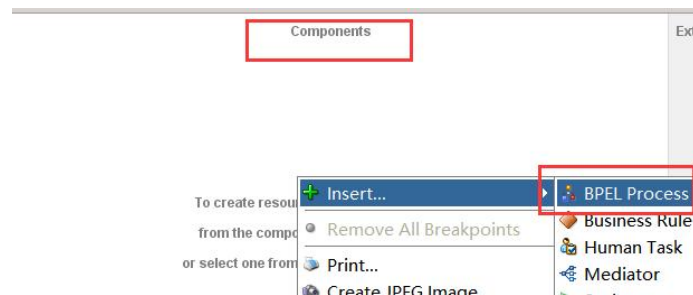 Components
Ext
To create resou
from the compo
or select one from
Insert...
Remove All Breakpoints
Print...
Create JPEG Image
BPEL Process
Business Rule
Human Task
Mediator